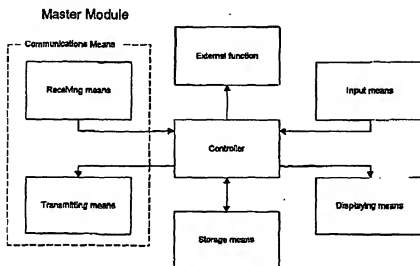 Master Module
Communications Means
External function
Receiving means
Input means
Controller
Transmitting means
Displaying means
Storage means